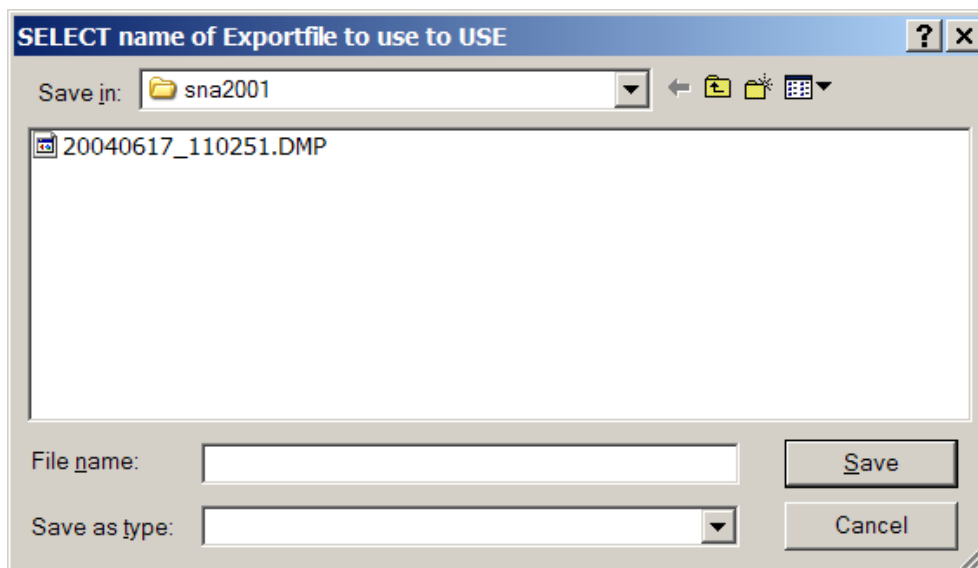 SELECT name of Exportfile to use to USE
Save in: sna2001
20040617_110251.DMP
File name: Save
Save as type: Cancel